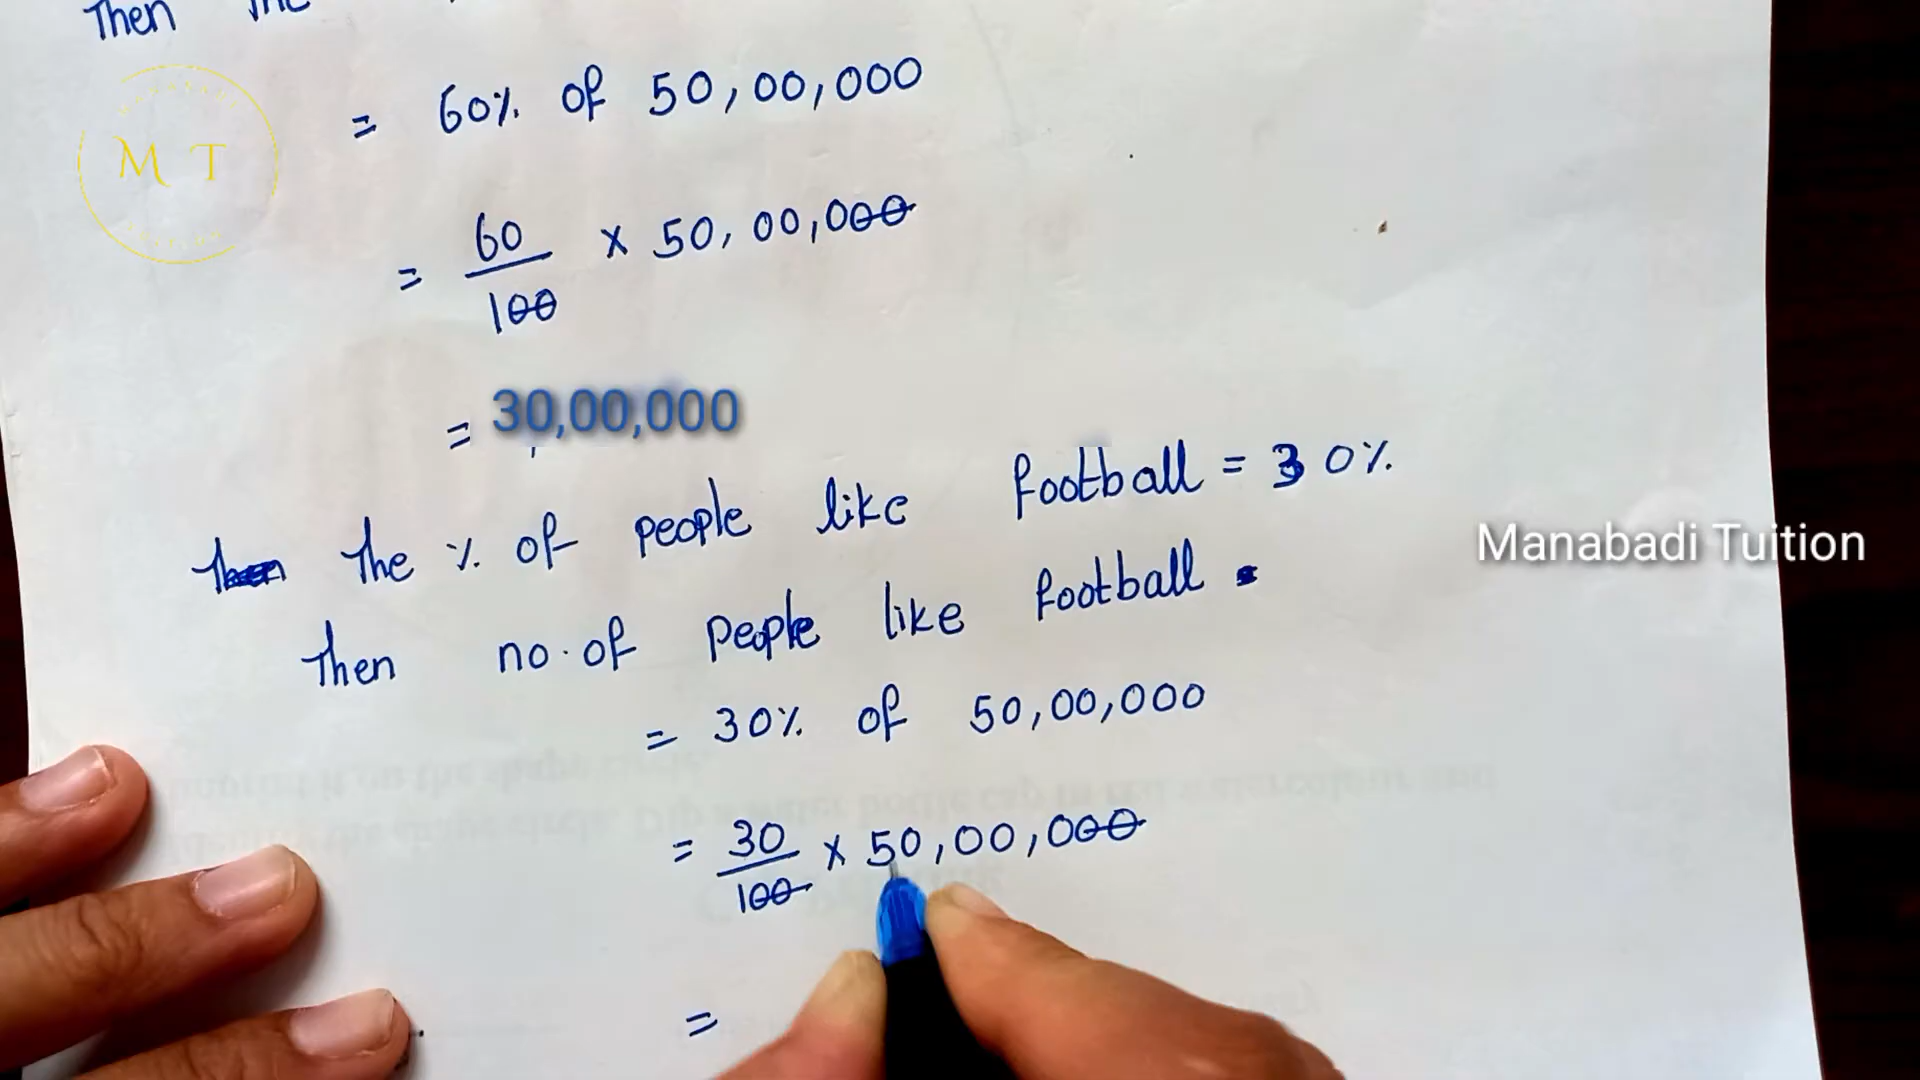 Then the
= 60% of 50,00,000
M T
= 60/100 × 50,00,000
= 30,00,000
The % of people like football = 30%
Manabadi Tuition
Then no. of people like football
= 30% of 50,00,000
= 30/100 × 50,00,000
=